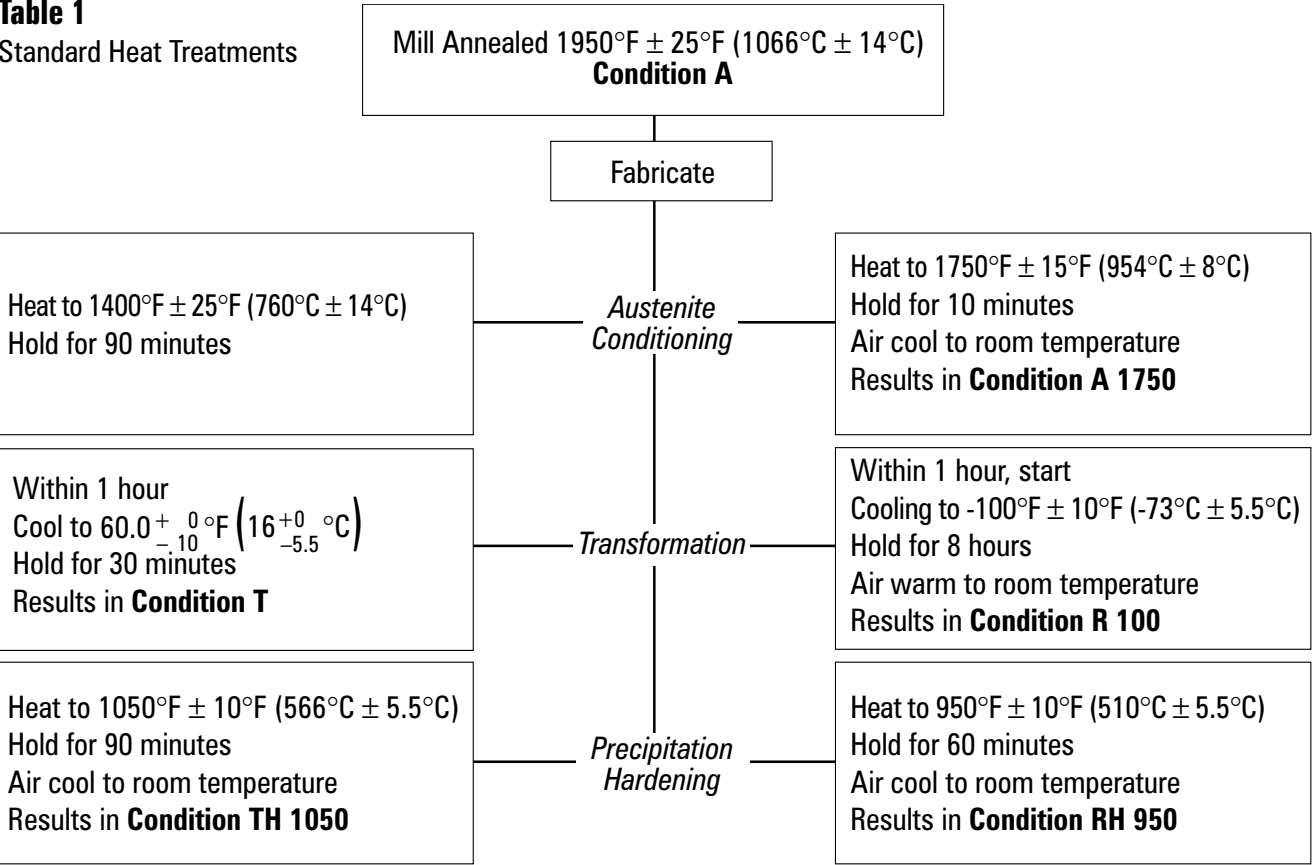 Table 1
Standard Heat Treatments
Mill Annealed 1950°F ± 25°F (1066°C ± 14°C)
Condition A
Fabricate
Heat to 1400°F ± 25°F (760°C ± 14°C)
Hold for 90 minutes
Austenite
Conditioning
Heat to 1750°F ± 15°F (954°C ± 8°C)
Hold for 10 minutes
Air cool to room temperature
Results in Condition A 1750
Within 1 hour
Cool to 60.0 + 0 − 10 °F (16 +0 −5.5 °C)
Hold for 30 minutes
Results in Condition T
Transformation
Within 1 hour, start
Cooling to -100°F ± 10°F (-73°C ± 5.5°C)
Hold for 8 hours
Air warm to room temperature
Results in Condition R 100
Heat to 1050°F ± 10°F (566°C ± 5.5°C)
Hold for 90 minutes
Air cool to room temperature
Results in Condition TH 1050
Precipitation
Hardening
Heat to 950°F ± 10°F (510°C ± 5.5°C)
Hold for 60 minutes
Air cool to room temperature
Results in Condition RH 950